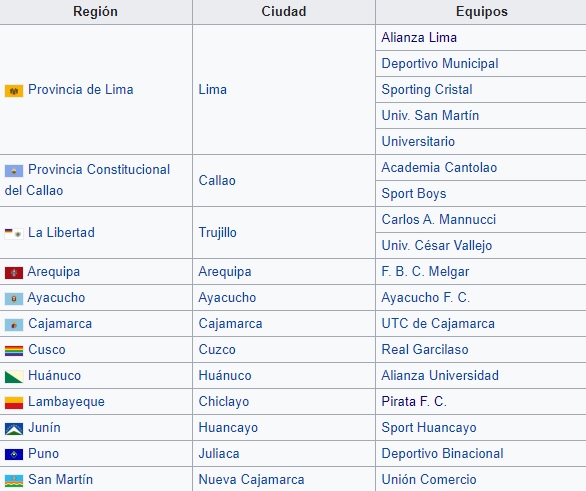 Región Ciudad Equipos
Provincia de Lima Lima Alianza Lima
Deportivo Municipal
Sporting Cristal
Univ. San Martín
Universitario
Provincia Constitucional
del Callao Callao Academia Cantolao
Sport Boys
La Libertad Trujillo Carlos A. Mannucci
Univ. César Vallejo
Arequipa Arequipa F. B. C. Melgar
Ayacucho Ayacucho Ayacucho F. C.
Cajamarca Cajamarca UTC de Cajamarca
Cusco Cuzco Real Garcilaso
Huánuco Huánuco Alianza Universidad
Lambayeque Chiclayo Pirata F. C.
Junín Huancayo Sport Huancayo
Puno Juliaca Deportivo Binacional
San Martín Nueva Cajamarca Unión Comercio